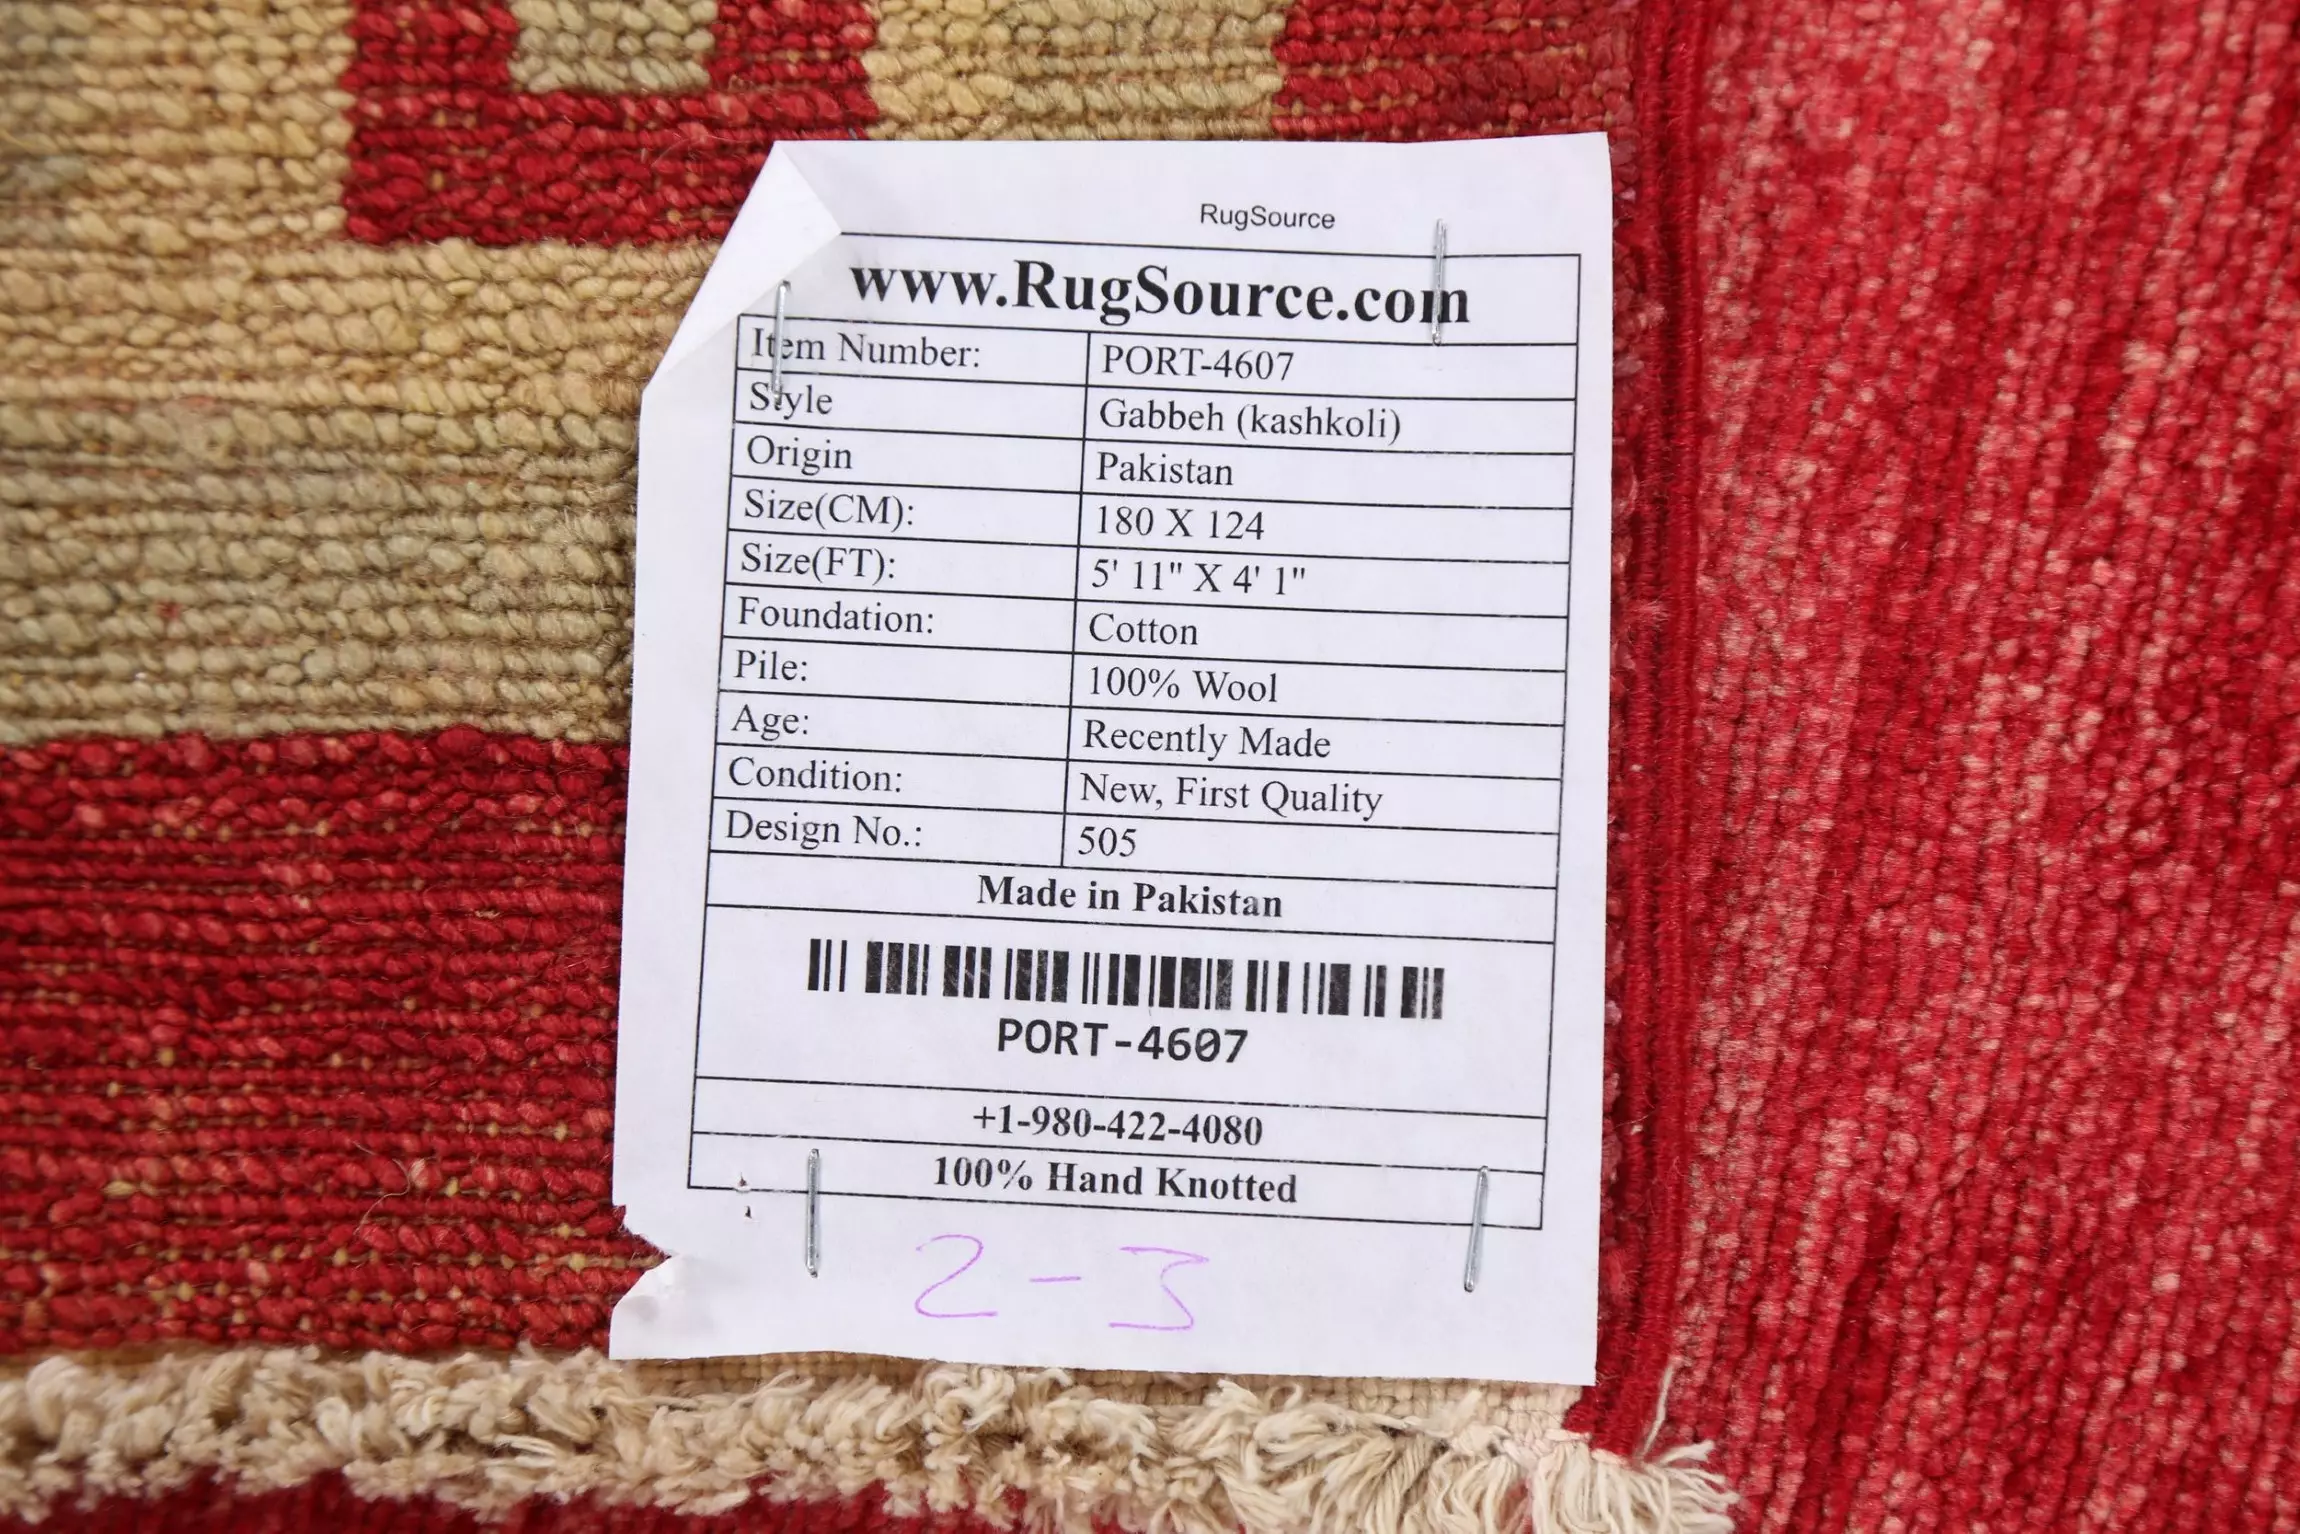 RugSource
www.RugSource.com
Item Number: PORT-4607
Style Gabbeh (kashkoli)
Origin Pakistan
Size(CM): 180 X 124
Size(FT): 5' 11" X 4' 1"
Foundation: Cotton
Pile: 100% Wool
Age: Recently Made
Condition: New, First Quality
Design No.: 505
Made in Pakistan
PORT-4607
+1-980-422-4080
100% Hand Knotted
2-3